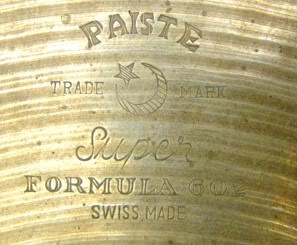 PAISTE
TRADE MARK
Super
FORMULA 602
SWISS MADE